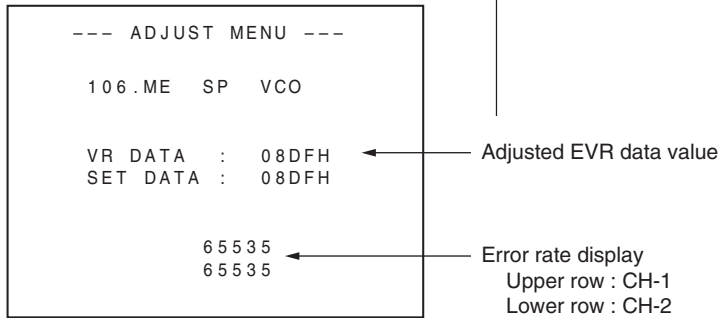 --- ADJUST MENU ---
106.ME SP VCO
VR DATA : 08DFH
SET DATA : 08DFH
65535
65535
Adjusted EVR data value
Error rate display
Upper row : CH-1
Lower row : CH-2